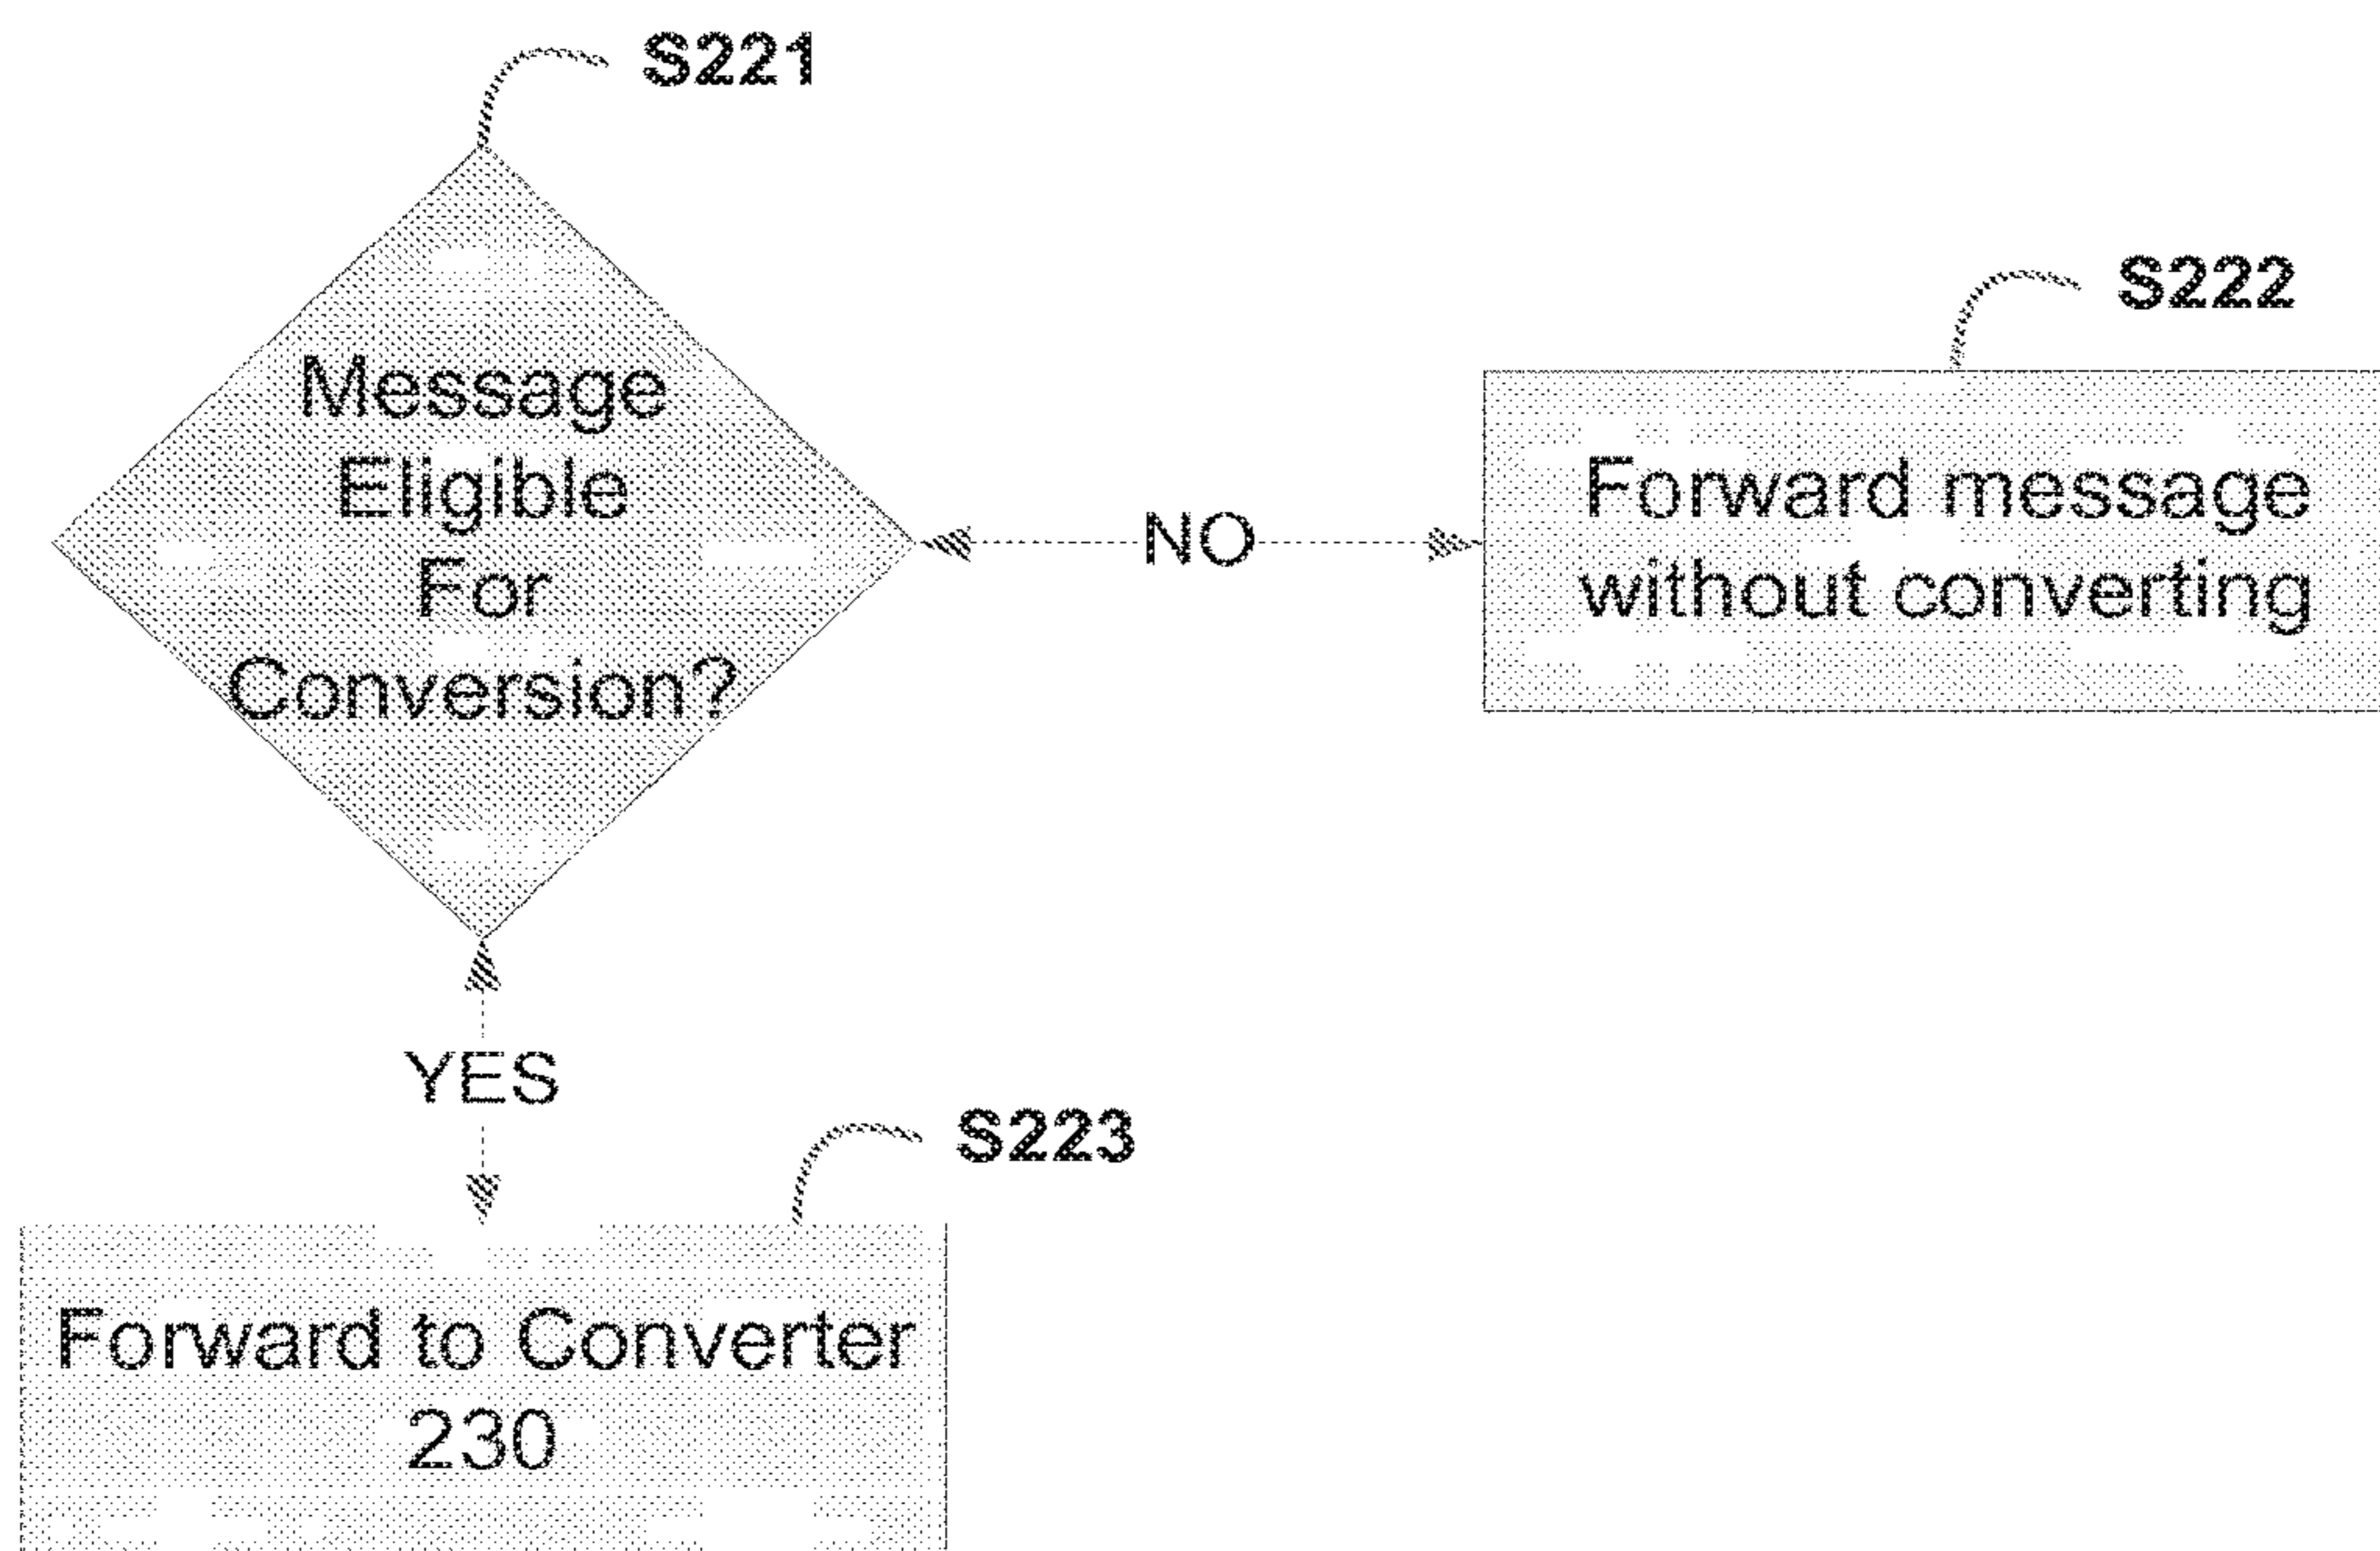 S221
Message
Eligible
For
Conversion?
NO
S222
Forward message
without converting
YES
S223
Forward to Converter
230